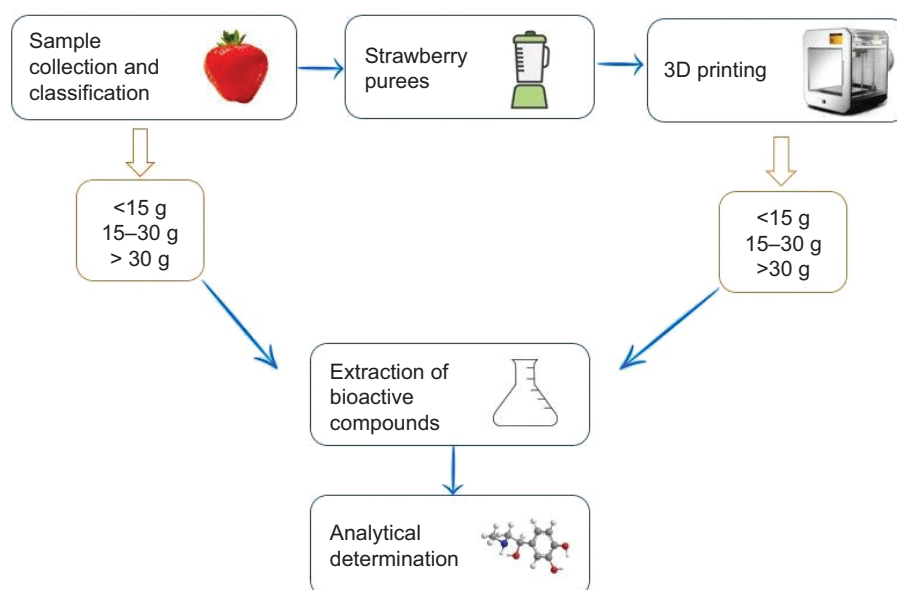 Sample
collection and
classification
Strawberry
purees
3D printing
<15 g
15–30 g
> 30 g
<15 g
15–30 g
>30 g
Extraction of
bioactive
compounds
Analytical
determination